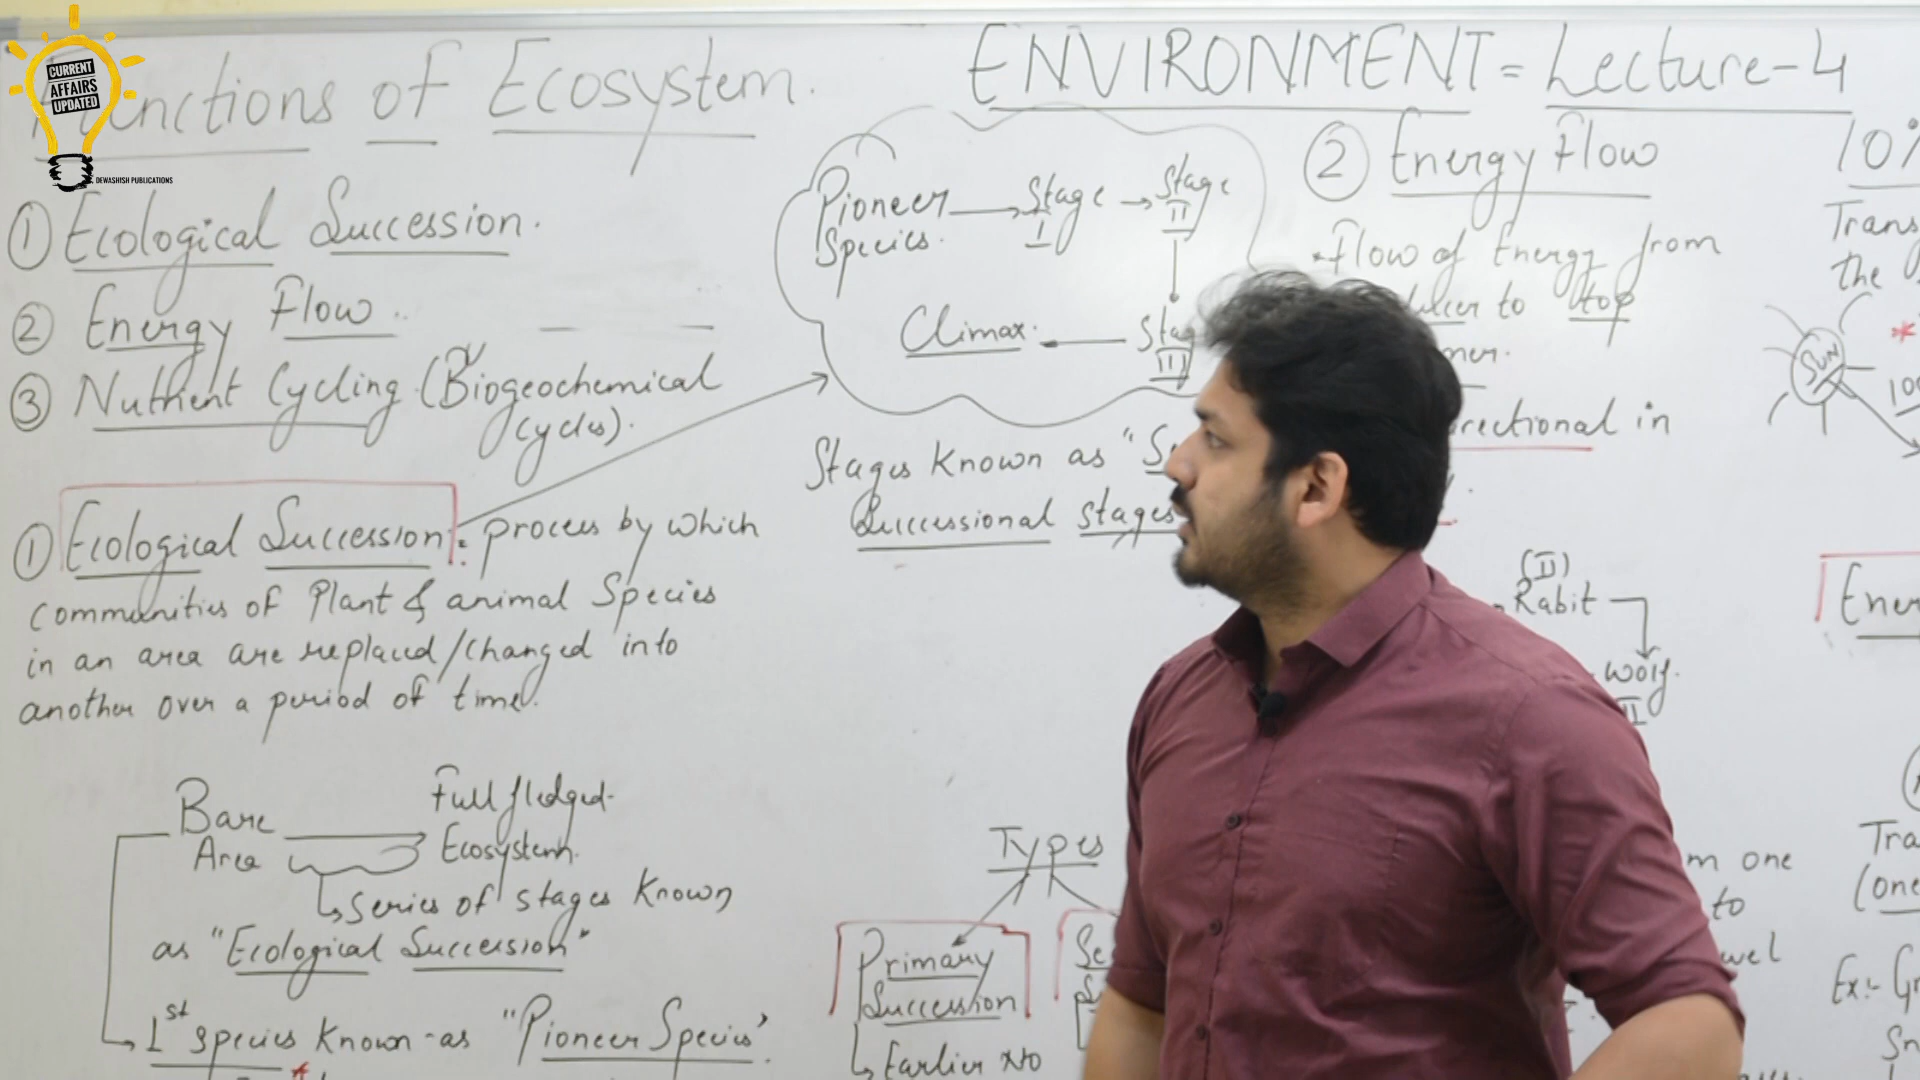 CURRENT
AFFAIRS
UPDATED
DEWASHISH PUBLICATIONS
Functions of Ecosystem.
① Ecological Succession.
② Energy Flow.
③ Nutrient Cycling (Biogeochemical
Cycles).
① Ecological Succession: process by which
communities of Plant & animal Species
in an area are replaced/changed into
another over a period of time.
Bare
Area
Full fledged
Ecosystem.
Series of stages Known
as "Ecological Succession"
1st species known as "Pioneer Species".
ENVIRONMENT = Lecture-4
Pioneer
Species.
Stage
I
Stage
II
III
Climax.
Stages Known as
Successional Stages
Types
Primary
Succession
Earlier No
② Energy Flow
• Flow of Energy from
to top
in
(II)
Rabit
wolf.
one
to
10%
the
SUN
Ex:-